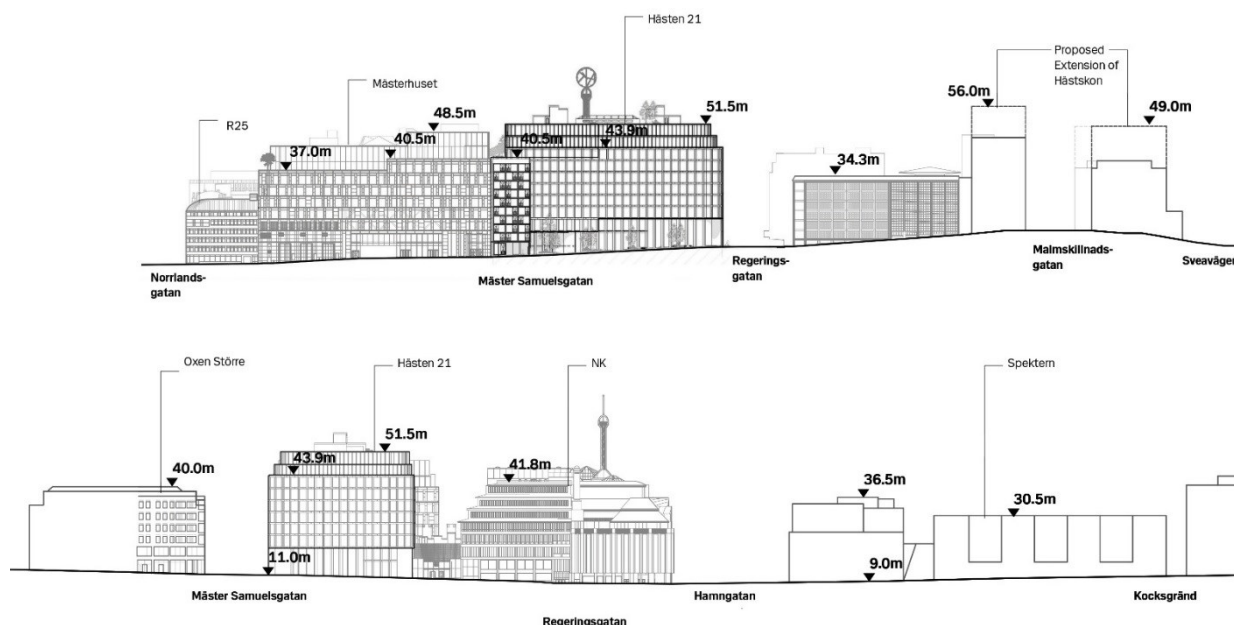 Hästen 21
Proposed
Extension of
Hästskon
Mästerhuset
56.0m
49.0m
48.5m
51.5m
R25
37.0m
40.5m
40.5m
43.9m
34.3m
Norrlands-
gatan
Mäster Samuelsgatan
Regerings-
gatan
Malmskillnads-
gatan
Sveavägen
Oxen Större
Hästen 21
NK
Spektern
51.5m
40.0m
43.9m
41.8m
36.5m
30.5m
11.0m
9.0m
Mäster Samuelsgatan
Hamngatan
Kocksgränd
Regeringsgatan